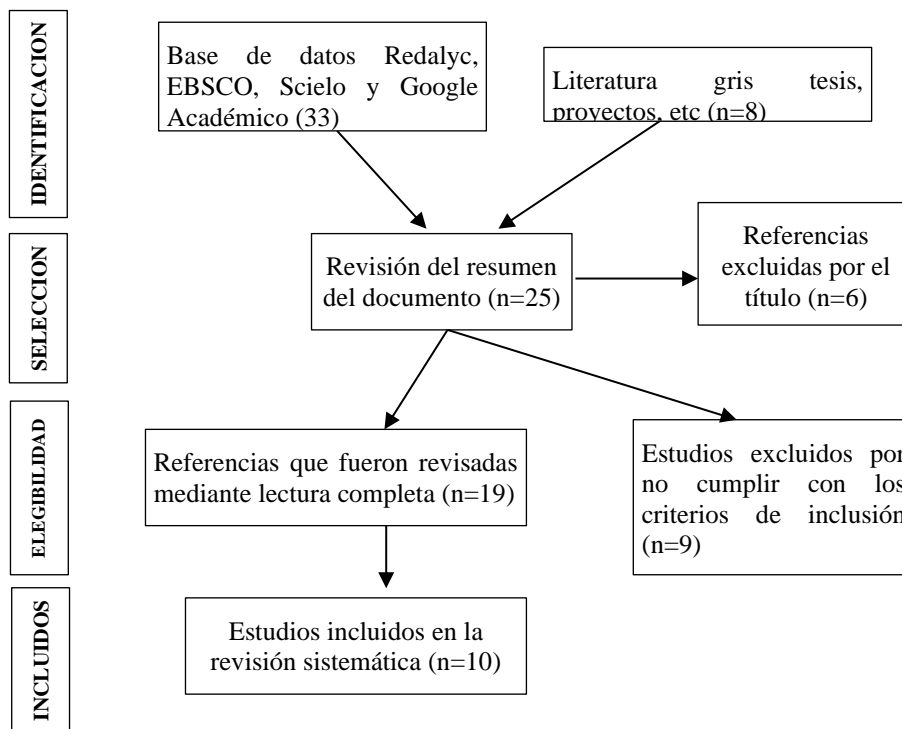 IDENTIFICACION
Base de datos Redalyc,
EBSCO, Scielo y Google
Académico (33)
Literatura gris tesis,
proyectos, etc (n=8)
SELECCION
Revisión del resumen
del documento (n=25)
Referencias
excluidas por el
título (n=6)
ELEGIBILIDAD
Referencias que fueron revisadas
mediante lectura completa (n=19)
Estudios excluidos por
no cumplir con los
criterios de inclusión
(n=9)
INCLUIDOS
Estudios incluidos en la
revisión sistemática (n=10)